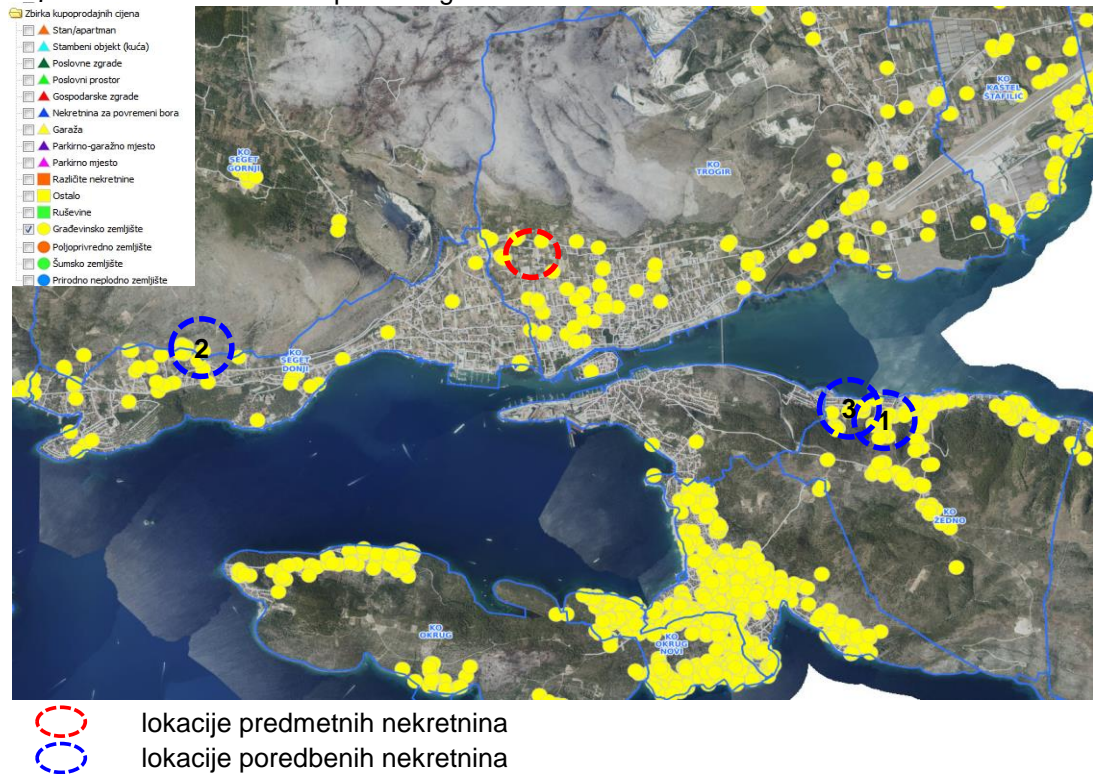 Zbirka kupoprodajnih cijena
Stan/apartman
Stambeni objekt (kuća)
Poslovne zgrade
Poslovni prostor
Gospodarske zgrade
Nekretnina za povremeni bora
Garaža
Parkirno-garažno mjesto
Parkirno mjesto
Različite nekretnine
Ostalo
Ruševine
Građevinsko zemljište
Poljoprivredno zemljište
Šumsko zemljište
Prirodno neplodno zemljište
KO
KAŠTEL
ŠTAFILIĆ
KO
SEGET
GORNJI
KO
TROGIR
2
KO
SEGET
DONJI
3
1
KO
ŽEDNO
KO
OKRUG
KO
OKRUG
NOVI
lokacije predmetnih nekretnina
lokacije poredbenih nekretnina